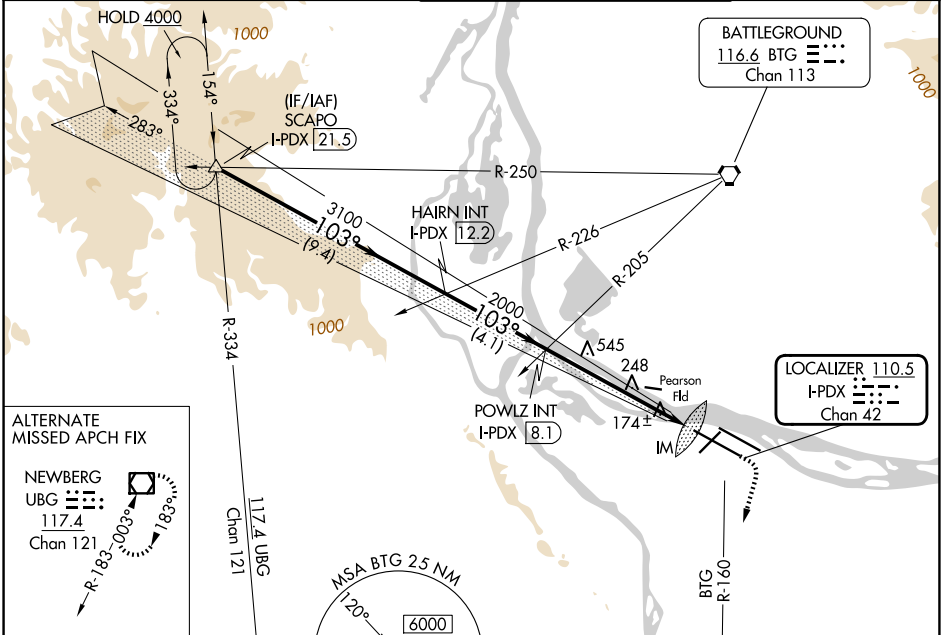 HOLD 4000
1000
BATTLEGROUND
116.6 BTG
Chan 113
1000
154°
334°
283°
(IF/IAF)
SCAPO
I-PDX 21.5
R-250
3100
103°
(9.4)
HAIRN INT
I-PDX 12.2
R-226
R-205
2000
103°
(4.1)
1000
R-334
545
248
Pearson
Fld
174±
IM
LOCALIZER 110.5
I-PDX
Chan 42
POWLZ INT
I-PDX 8.1
ALTERNATE
MISSED APCH FIX
NEWBERG
UBG
117.4
Chan 121
R-183
003°
183°
117.4 UBG
Chan 121
MSA BTG 25 NM
120°
6000
BTG
R-160